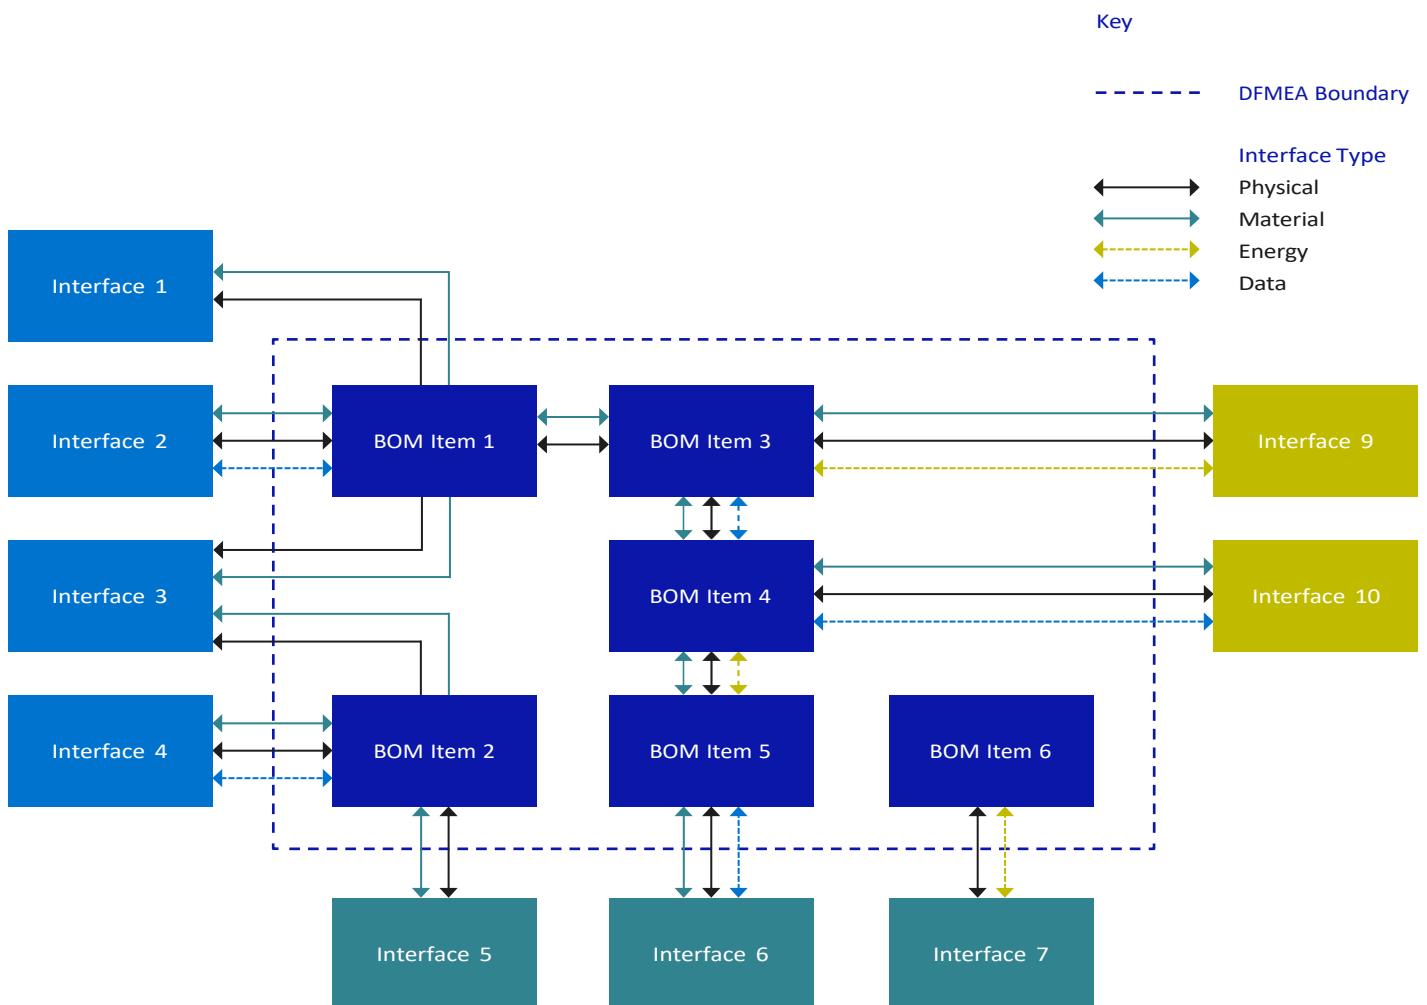 Key
DFMEA Boundary
Interface Type
Physical
Material
Energy
Data
Interface 1
Interface 2
BOM Item 1
BOM Item 3
Interface 9
Interface 3
BOM Item 4
Interface 10
Interface 4
BOM Item 2
BOM Item 5
BOM Item 6
Interface 5
Interface 6
Interface 7